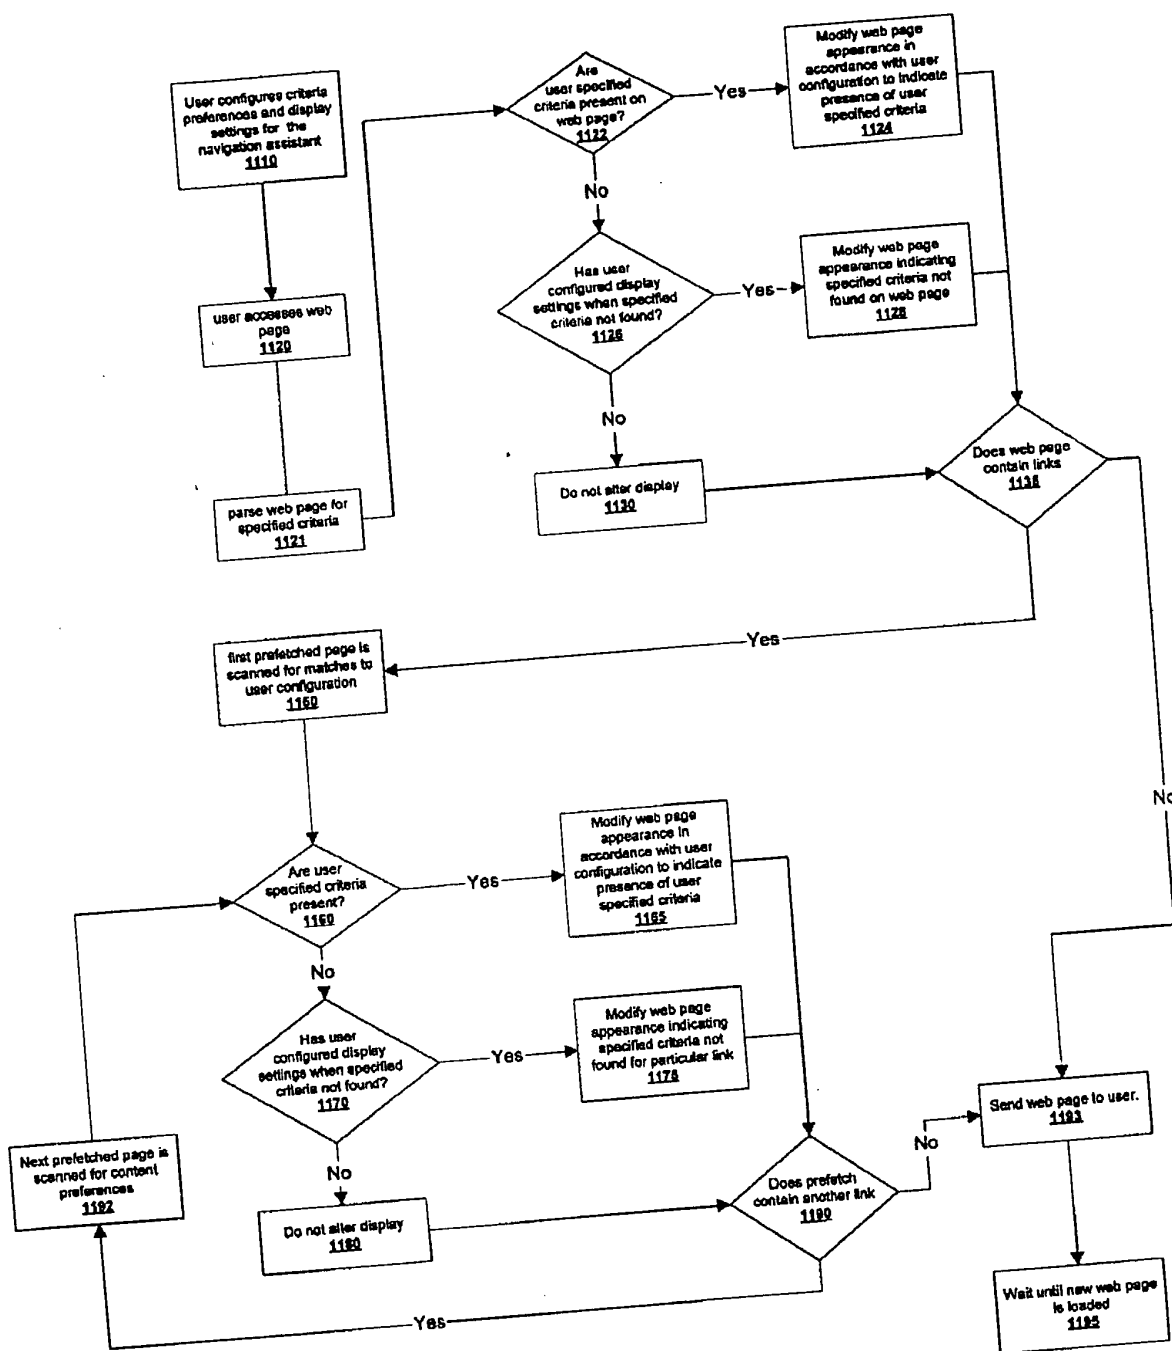 User configures criteria
preferences and display
settings for the
navigation assistant
1110
user accesses web
page
1120
parse web page for
specified criteria
1121
Are
user specified
criteria present on
web page?
1122
Yes
Modify web page
appearance in
accordance with user
configuration to indicate
presence of user
specified criteria
1124
No
Has user
configured display
settings when specified
criteria not found?
1126
Yes
Modify web page
appearance indicating
specified criteria not
found on web page
1128
No
Do not alter display
1130
Does web page
contain links
1138
Yes
No
first prefetched page is
scanned for matches to
user configuration
1150
Are user
specified criteria
present?
1160
Yes
Modify web page
appearance in
accordance with user
configuration to indicate
presence of user
specified criteria
1165
No
Has user
configured display
settings when specified
criteria not found?
1170
Yes
Modify web page
appearance indicating
specified criteria not
found for particular link
1175
No
Do not alter display
1180
Does prefetch
contain another link
1190
No
Yes
Next prefetched page is
scanned for content
preferences
1192
Send web page to user.
1193
Wait until new web page
is loaded
1195